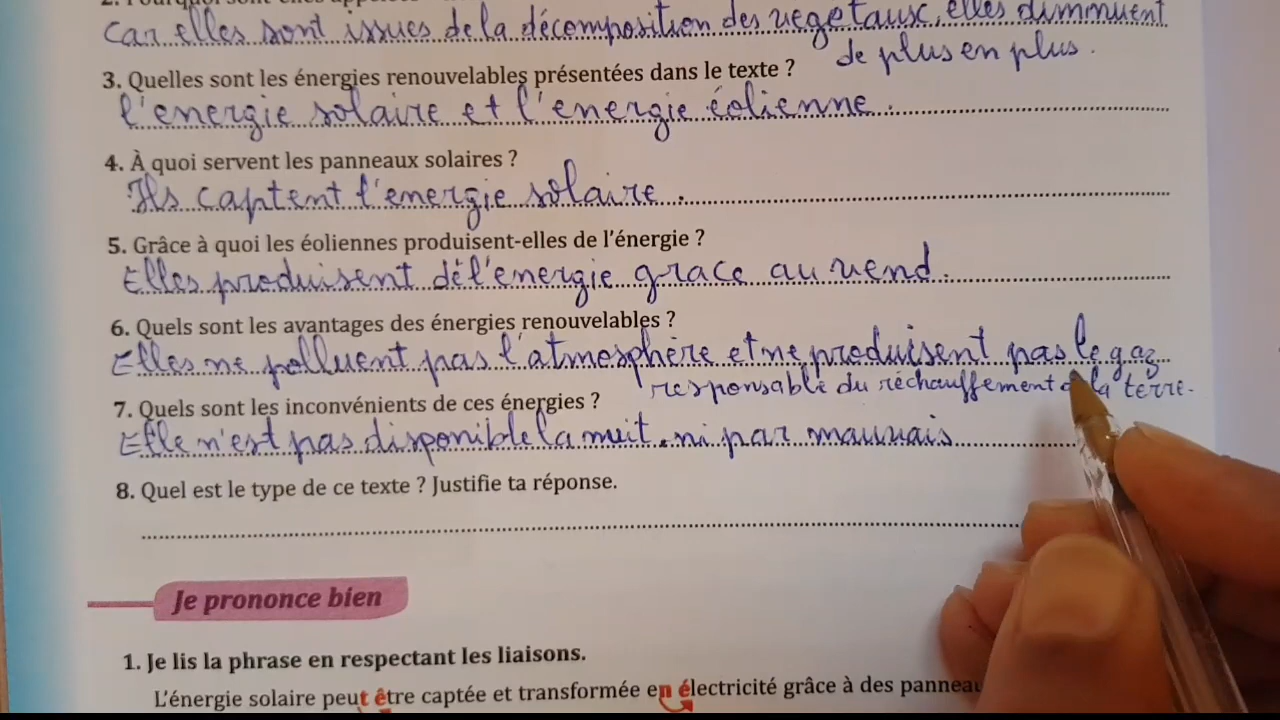 Car elles sont issues de la décomposition des vegetaux, elles diminuent
de plus en plus.
3. Quelles sont les énergies renouvelables présentées dans le texte ?
l'energie solaire et l'energie éolienne.
4. À quoi servent les panneaux solaires ?
Ils captent l'energie solaire.
5. Grâce à quoi les éoliennes produisent-elles de l'énergie ?
Elles produisent de l'energie grace au vend.
6. Quels sont les avantages des énergies renouvelables ?
Elles ne polluent pas l'atmosphère et ne produisent pas le gaz
responsable du réchauffement la terre.
7. Quels sont les inconvénients de ces énergies ?
Elle n'est pas disponible la nuit. ni par mauvais
8. Quel est le type de ce texte ? Justifie ta réponse.
Je prononce bien
1. Je lis la phrase en respectant les liaisons.
L'énergie solaire peut être captée et transformée en électricité grâce à des